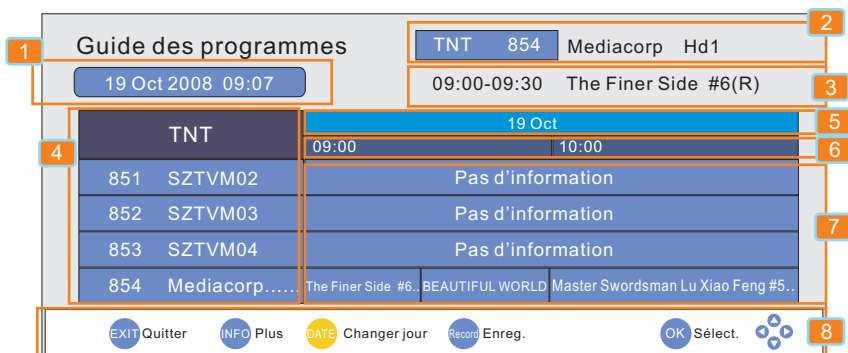 Guide des programmes
TNT 854 Mediacorp Hd1
2
1
19 Oct 2008 09:07
09:00-09:30 The Finer Side #6(R)
3
TNT
19 Oct
5
4
09:00 10:00
6
851 SZTVM02 Pas d'information
852 SZTVM03 Pas d'information
7
853 SZTVM04 Pas d'information
854 Mediacorp...... The Finer Side #6.. BEAUTIFUL WORLD Master Swordsman Lu Xiao Feng #5..
EXIT Quitter INFO Plus DATE Changer jour Record Enreg. OK Sélect.
8